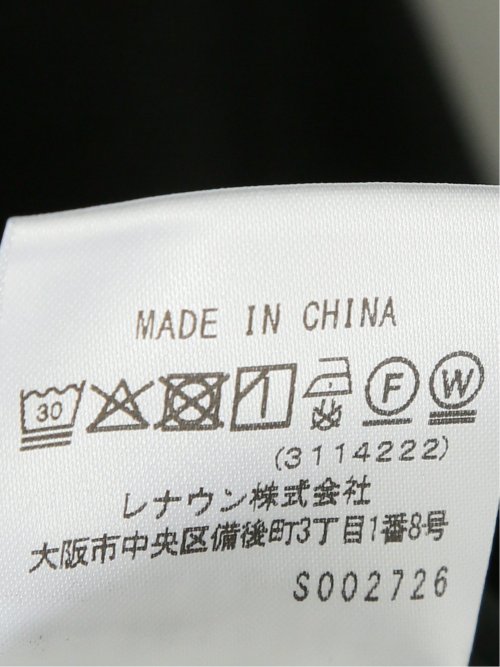 MADE IN CHINA
30 F W
(3114222)
レナウン株式会社
大阪市中央区備後町3丁目1番8号
S002726